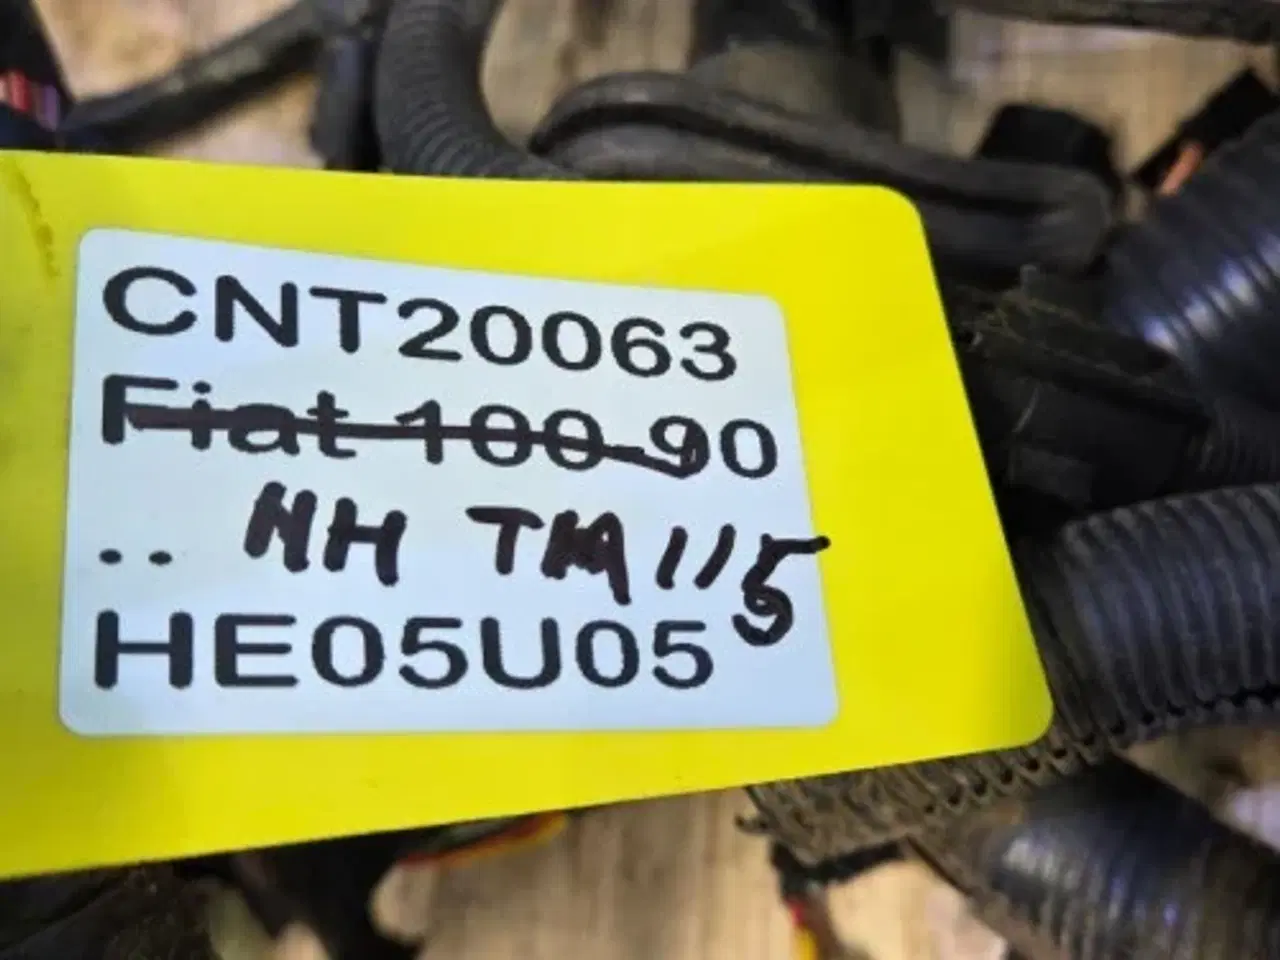 CNT20063
Fiat 100-90
.. NH TM115
HE05U05